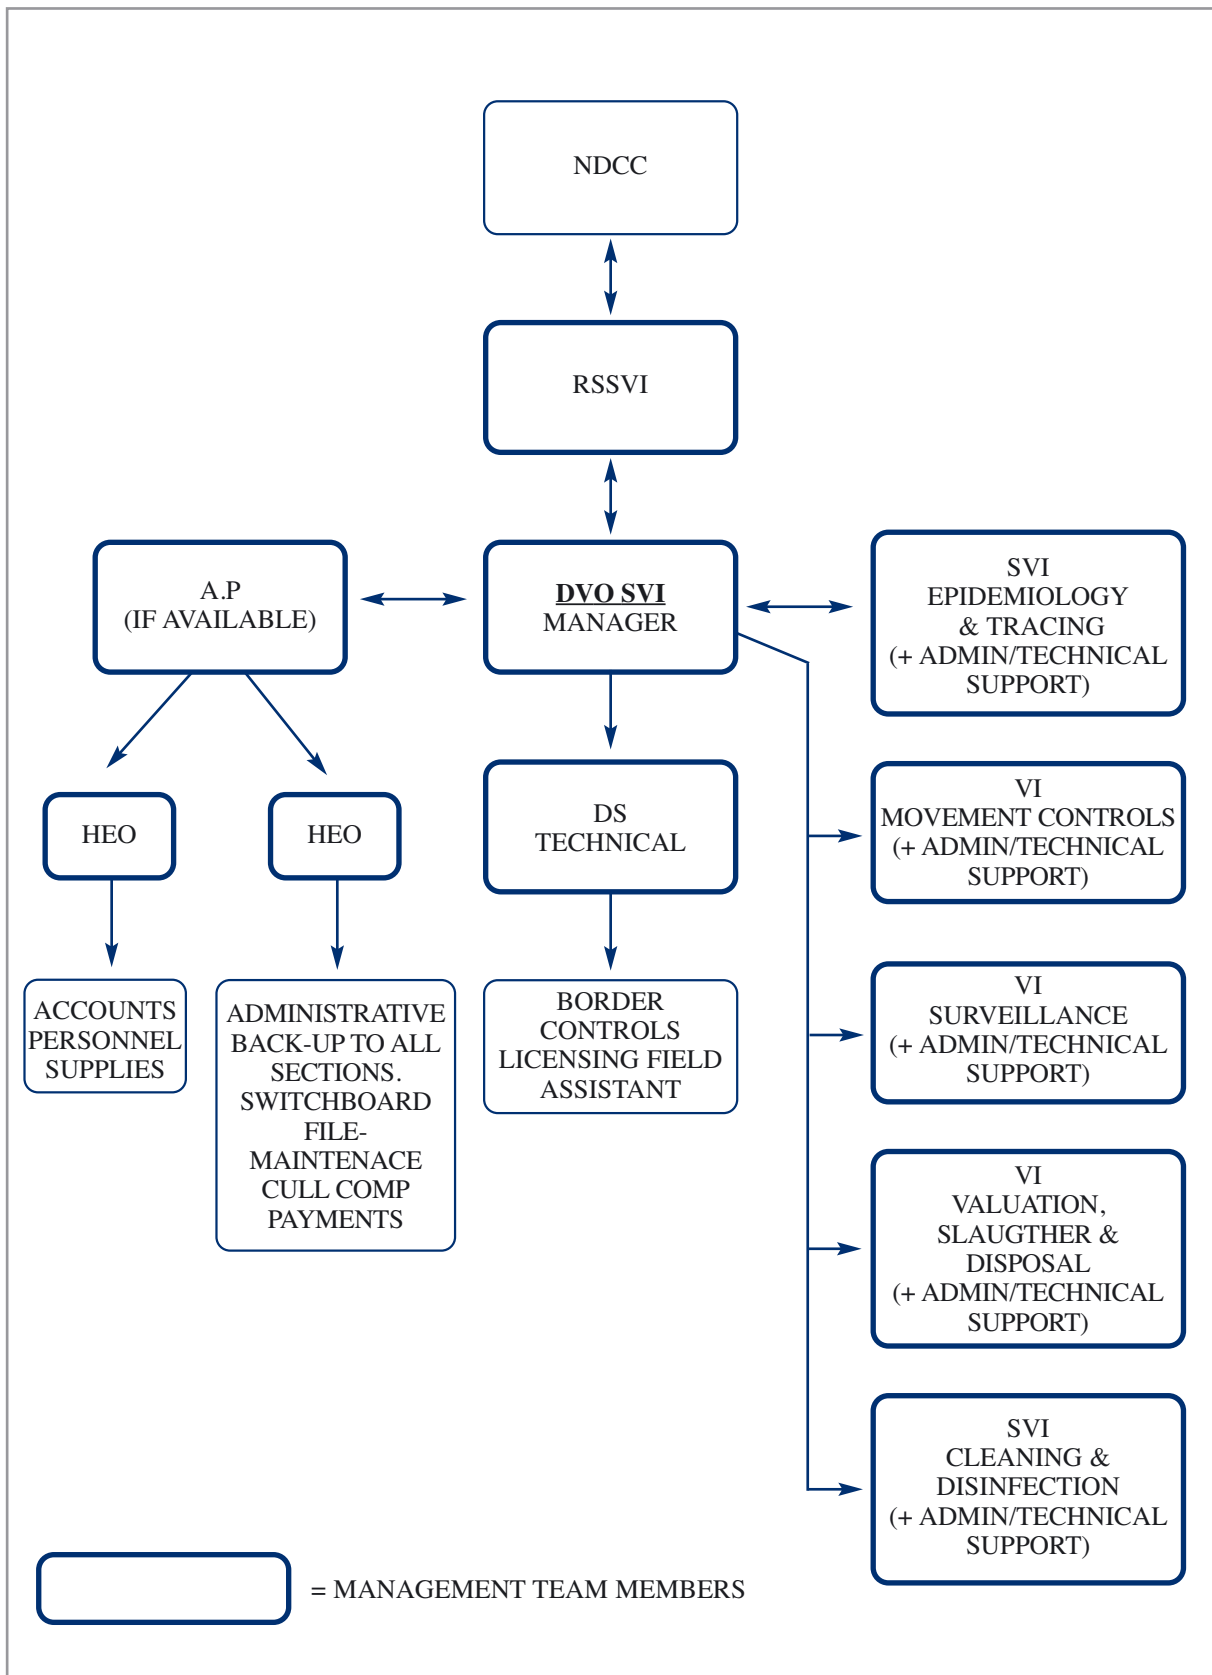 NDCC
RSSVI
A.P
(IF AVAILABLE)
DVO SVI
MANAGER
SVI
EPIDEMIOLOGY
& TRACING
(+ ADMIN/TECHNICAL
SUPPORT)
HEO
HEO
DS
TECHNICAL
VI
MOVEMENT CONTROLS
(+ ADMIN/TECHNICAL
SUPPORT)
ACCOUNTS
PERSONNEL
SUPPLIES
ADMINISTRATIVE
BACK-UP TO ALL
SECTIONS.
SWITCHBOARD
FILE-
MAINTENACE
CULL COMP
PAYMENTS
BORDER
CONTROLS
LICENSING FIELD
ASSISTANT
VI
SURVEILLANCE
(+ ADMIN/TECHNICAL
SUPPORT)
VI
VALUATION,
SLAUGTHER &
DISPOSAL
(+ ADMIN/TECHNICAL
SUPPORT)
SVI
CLEANING &
DISINFECTION
(+ ADMIN/TECHNICAL
SUPPORT)
= MANAGEMENT TEAM MEMBERS